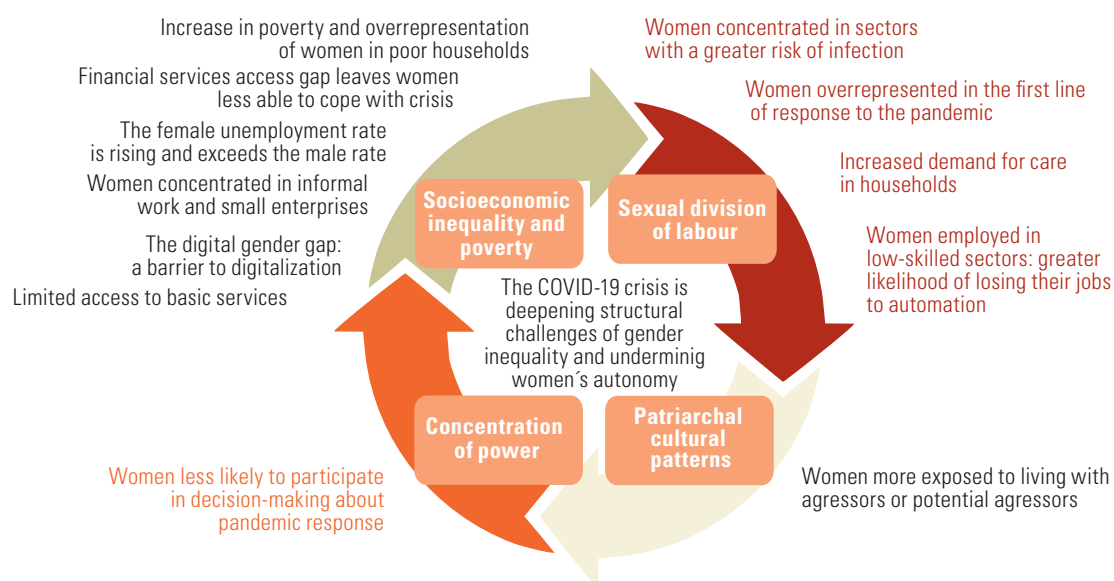 Increase in poverty and overrepresentation
of women in poor households
Financial services access gap leaves women
less able to cope with crisis
The female unemployment rate
is rising and exceeds the male rate
Women concentrated in informal
work and small enterprises
The digital gender gap:
a barrier to digitalization
Limited access to basic services
Women concentrated in sectors
with a greater risk of infection
Women overrepresented in the first line
of response to the pandemic
Increased demand for care
in households
Women employed in
low-skilled sectors: greater
likelihood of losing their jobs
to automation
Socioeconomic
inequality and
poverty
Sexual division
of labour
The COVID-19 crisis is
deepening structural
challenges of gender
inequality and underminig
women´s autonomy
Concentration
of power
Patriarchal
cultural
patterns
Women less likely to participate
in decision-making about
pandemic response
Women more exposed to living with
agressors or potential agressors